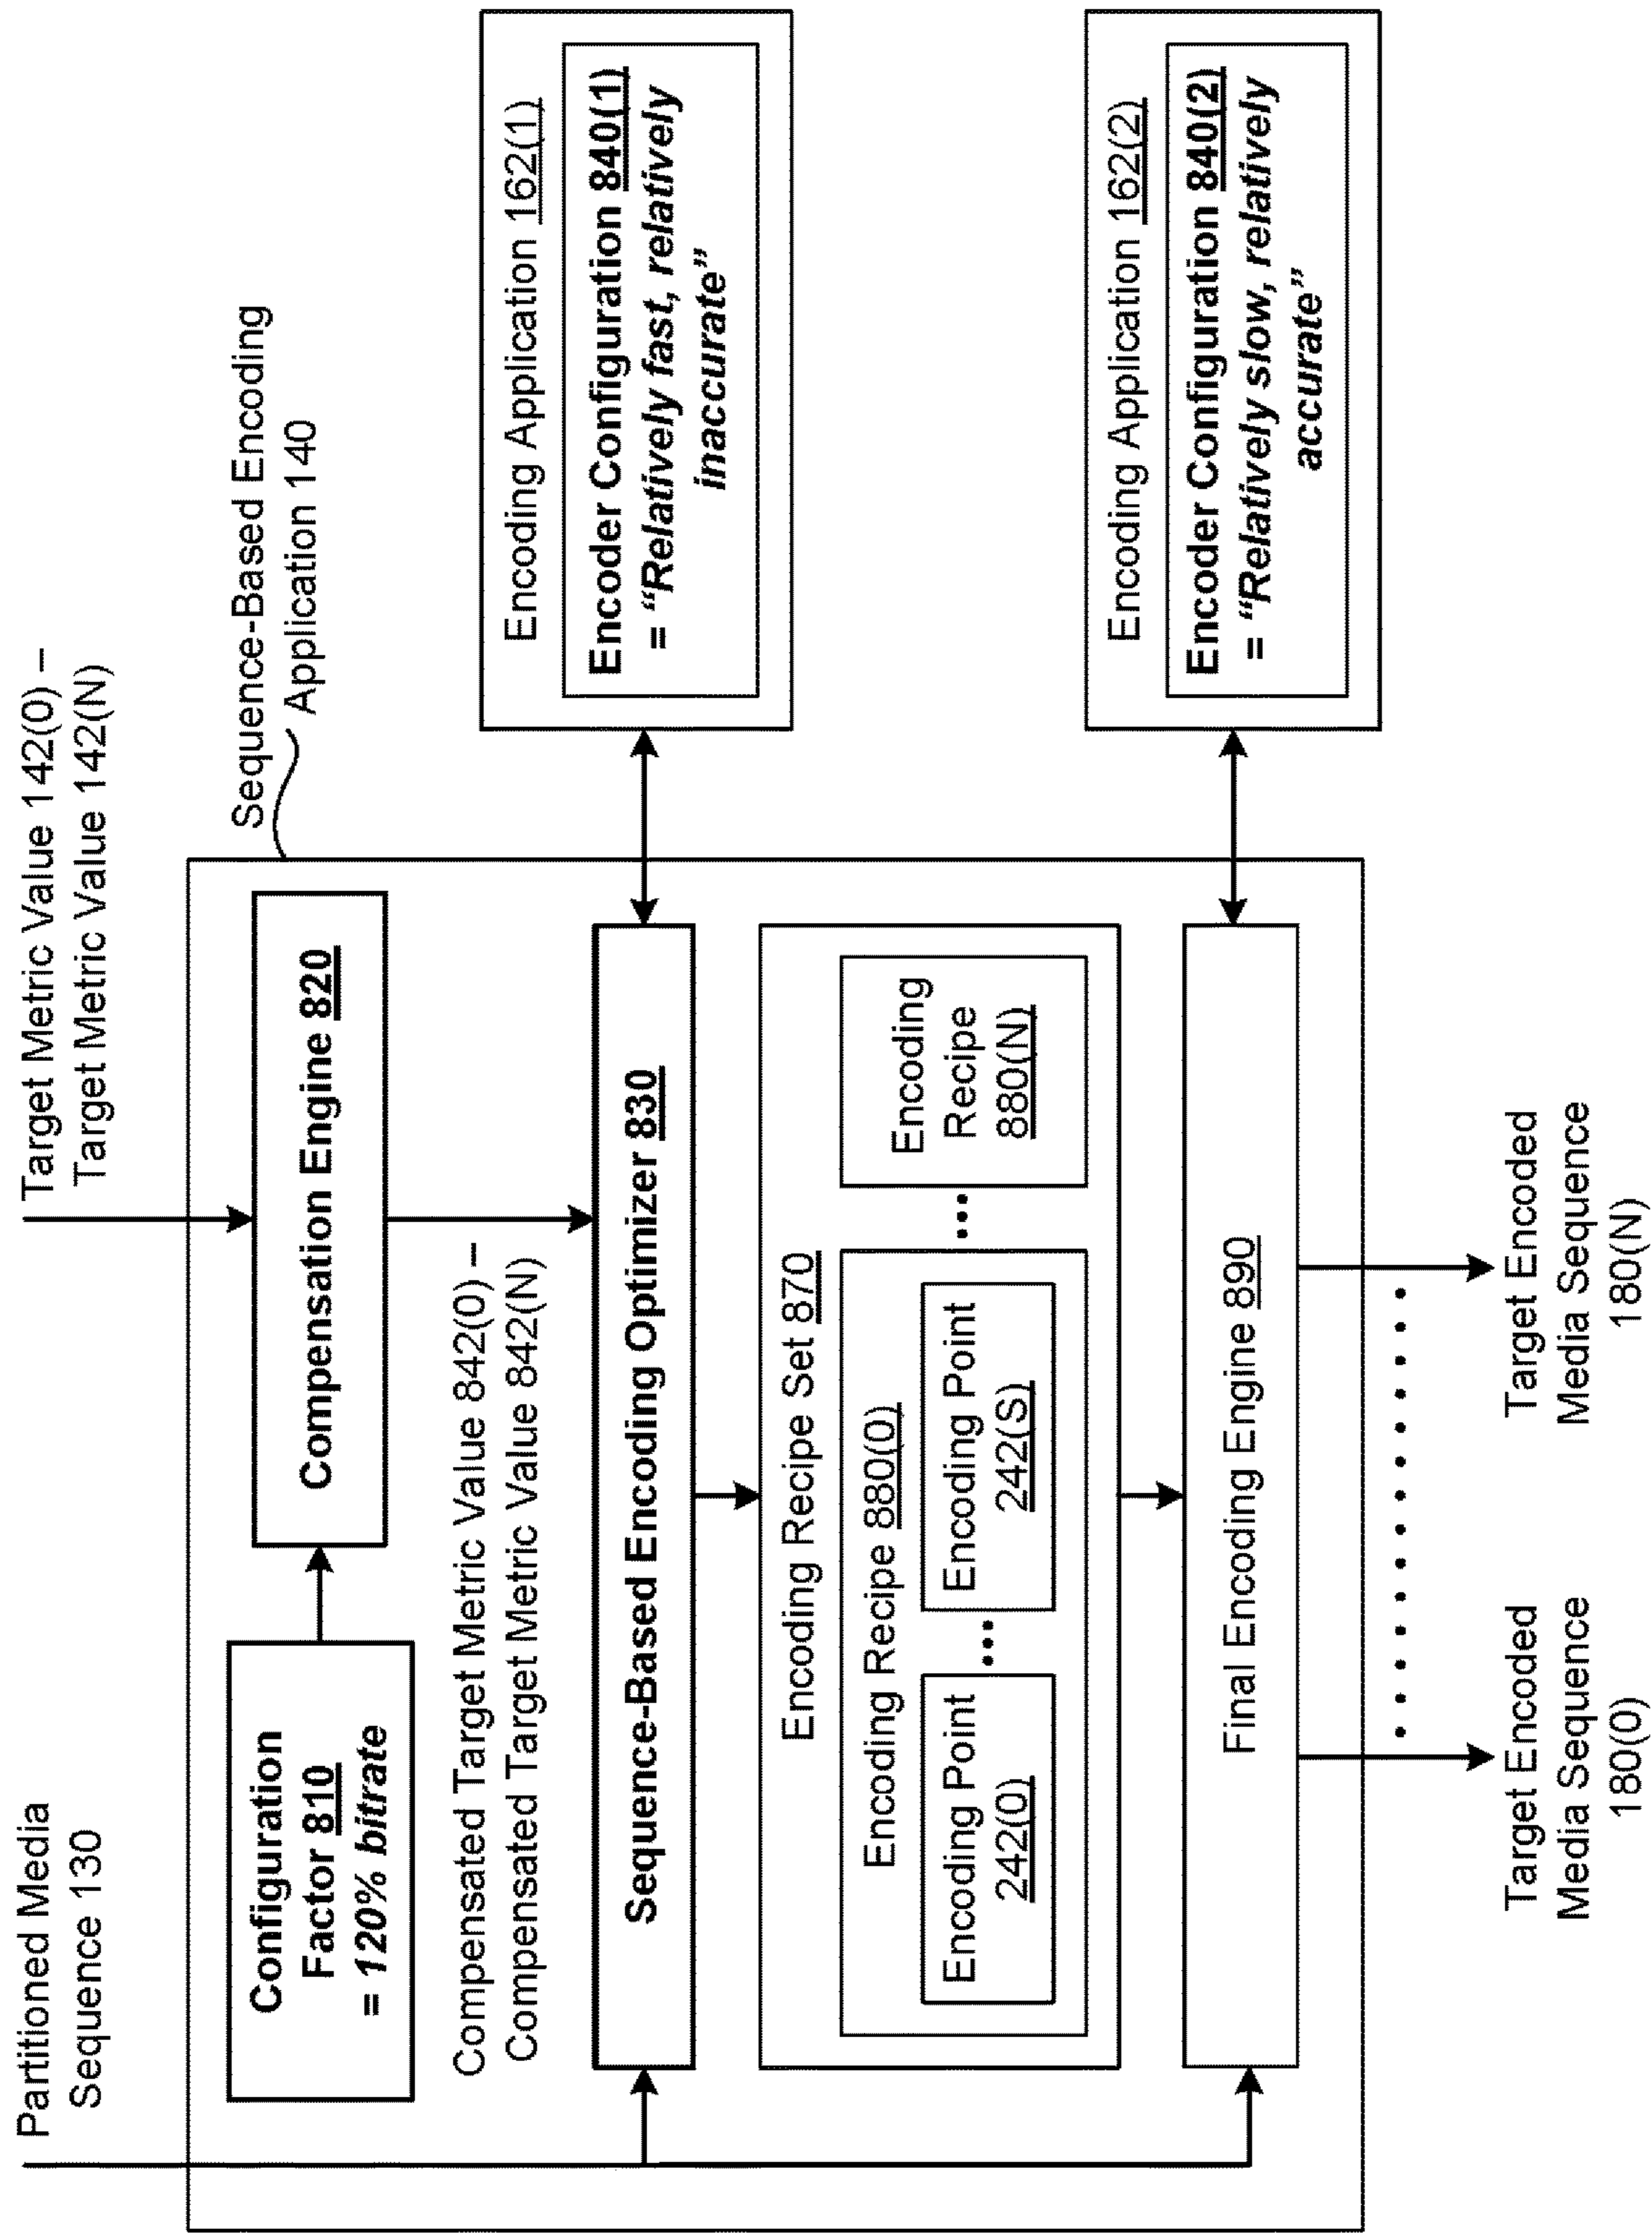 Partitioned Media
Sequence 130
Target Metric Value 142(0) –
Target Metric Value 142(N)
Sequence-Based Encoding
Application 140
Configuration
Factor 810
= 120% bitrate
Compensation Engine 820
Compensated Target Metric Value 842(0) –
Compensated Target Metric Value 842(N)
Sequence-Based Encoding Optimizer 830
Encoding Application 162(1)
Encoder Configuration 840(1)
= “Relatively fast, relatively
inaccurate”
Encoding Recipe Set 870
Encoding Recipe 880(0)
Encoding Point
242(0)
...
Encoding Point
242(S)
...
Encoding
Recipe
880(N)
Final Encoding Engine 890
Encoding Application 162(2)
Encoder Configuration 840(2)
= “Relatively slow, relatively
accurate”
Target Encoded
Media Sequence
180(0)
Target Encoded
Media Sequence
180(N)